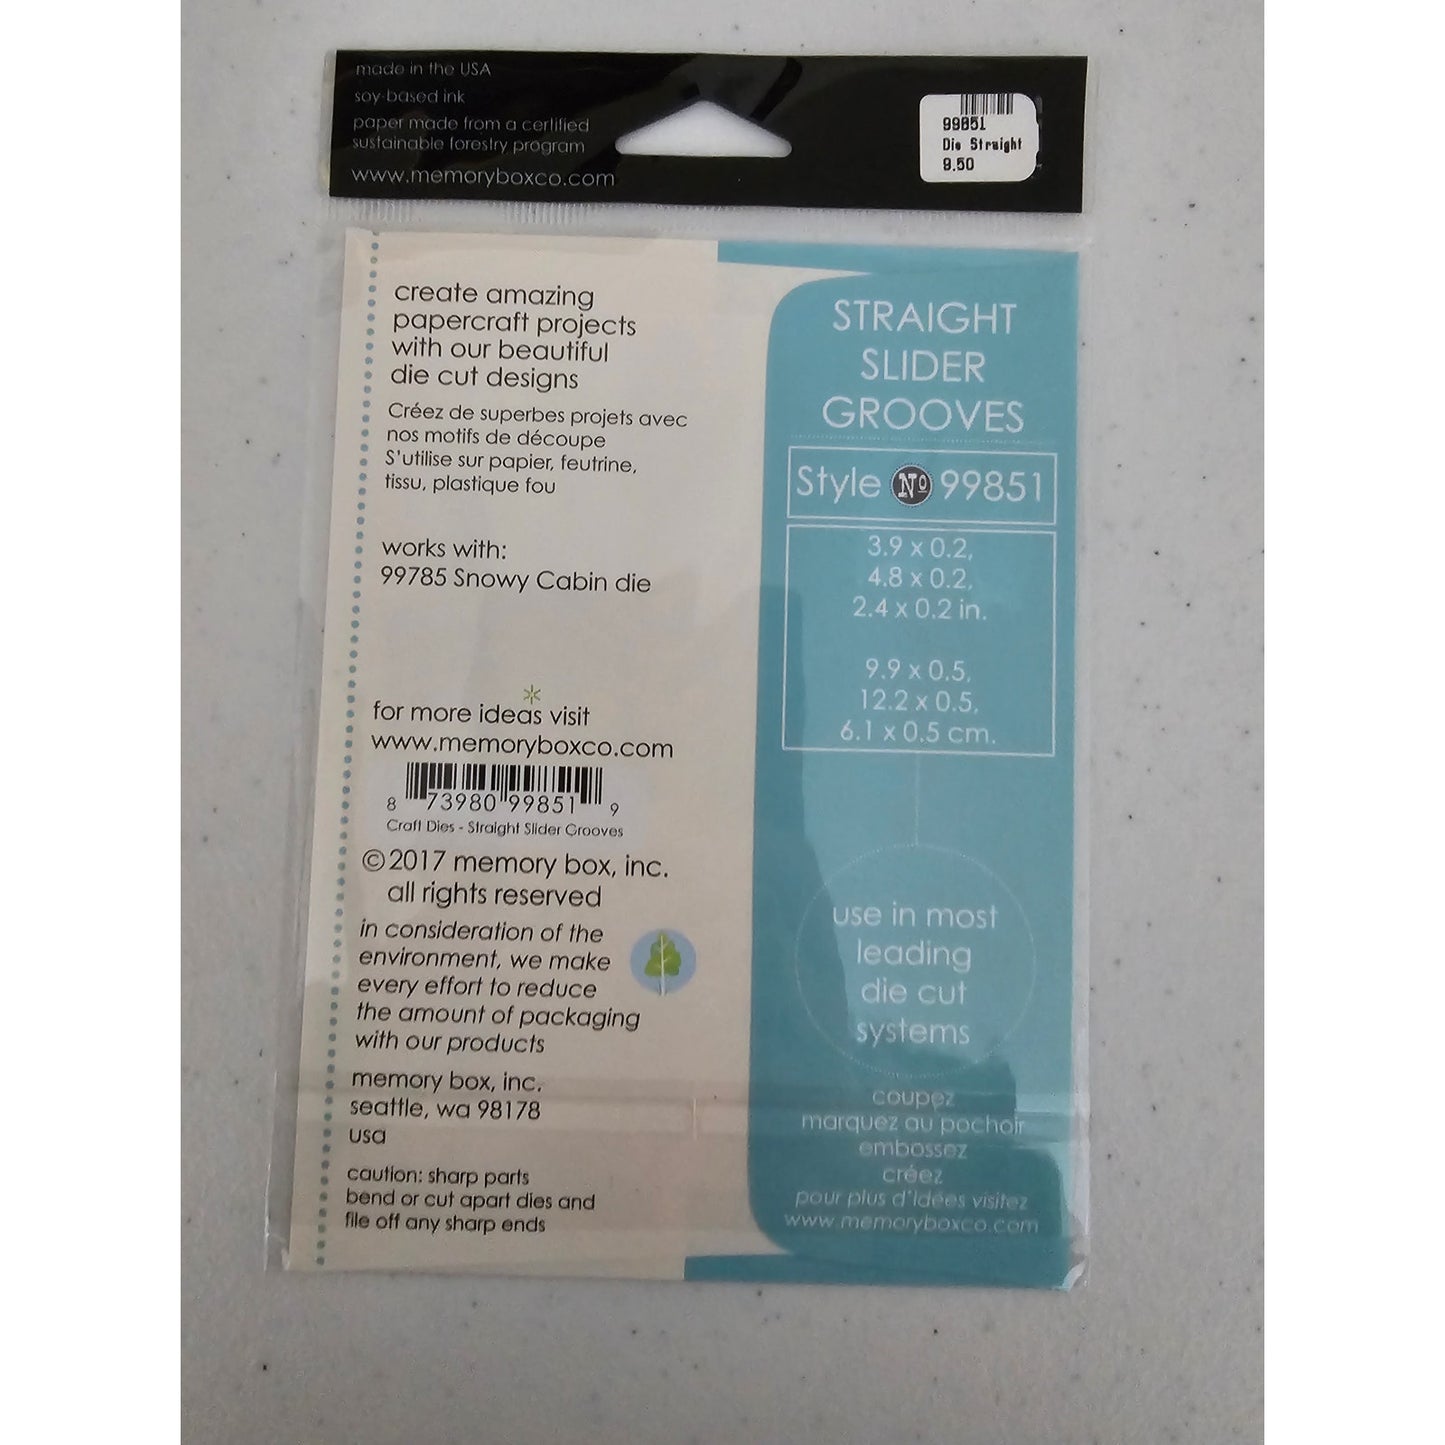 made in the USA
soy-based ink
paper made from a certified
sustainable forestry program
www.memoryboxco.com
99851
Die Straight
9.50
create amazing
papercraft projects
with our beautiful
die cut designs
Créez de superbes projets avec
nos motifs de découpe
S'utilise sur papier, feutrine,
tissu, plastique fou
works with:
99785 Snowy Cabin die
for more ideas visit
www.memoryboxco.com
8 73980 99851 9
Craft Dies - Straight Slider Grooves
©2017 memory box, inc.
all rights reserved
in consideration of the
environment, we make
every effort to reduce
the amount of packaging
with our products
memory box, inc.
seattle, wa 98178
usa
caution: sharp parts
bend or cut apart dies and
file off any sharp ends
STRAIGHT
SLIDER
GROOVES
Style No 99851
3.9 x 0.2,
4.8 x 0.2,
2.4 x 0.2 in.
9.9 x 0.5,
12.2 x 0.5,
6.1 x 0.5 cm.
use in most
leading
die cut
systems
coupez
marquez au pochoir
embossez
créez
pour plus d'idées visitez
www.memoryboxco.com